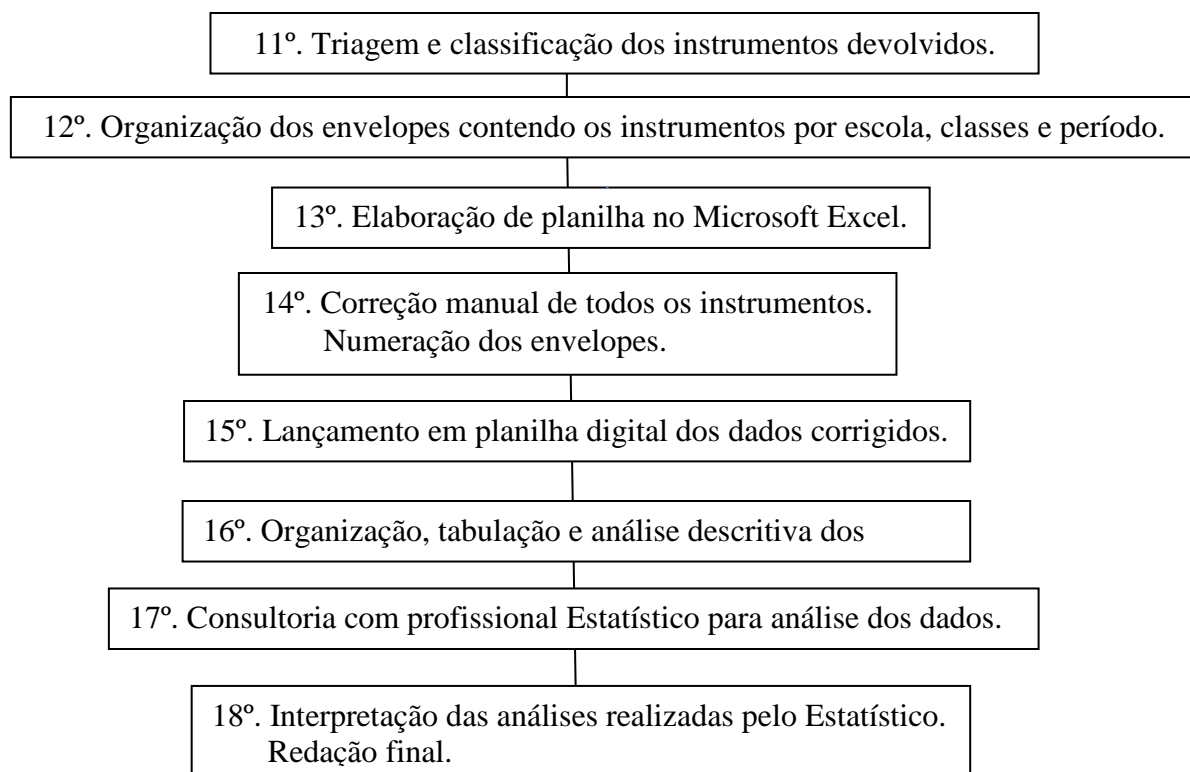 11º. Triagem e classificação dos instrumentos devolvidos.
12º. Organização dos envelopes contendo os instrumentos por escola, classes e período.
13º. Elaboração de planilha no Microsoft Excel.
14º. Correção manual de todos os instrumentos.
Numeração dos envelopes.
15º. Lançamento em planilha digital dos dados corrigidos.
16º. Organização, tabulação e análise descritiva dos
17º. Consultoria com profissional Estatístico para análise dos dados.
18º. Interpretação das análises realizadas pelo Estatístico.
Redação final.